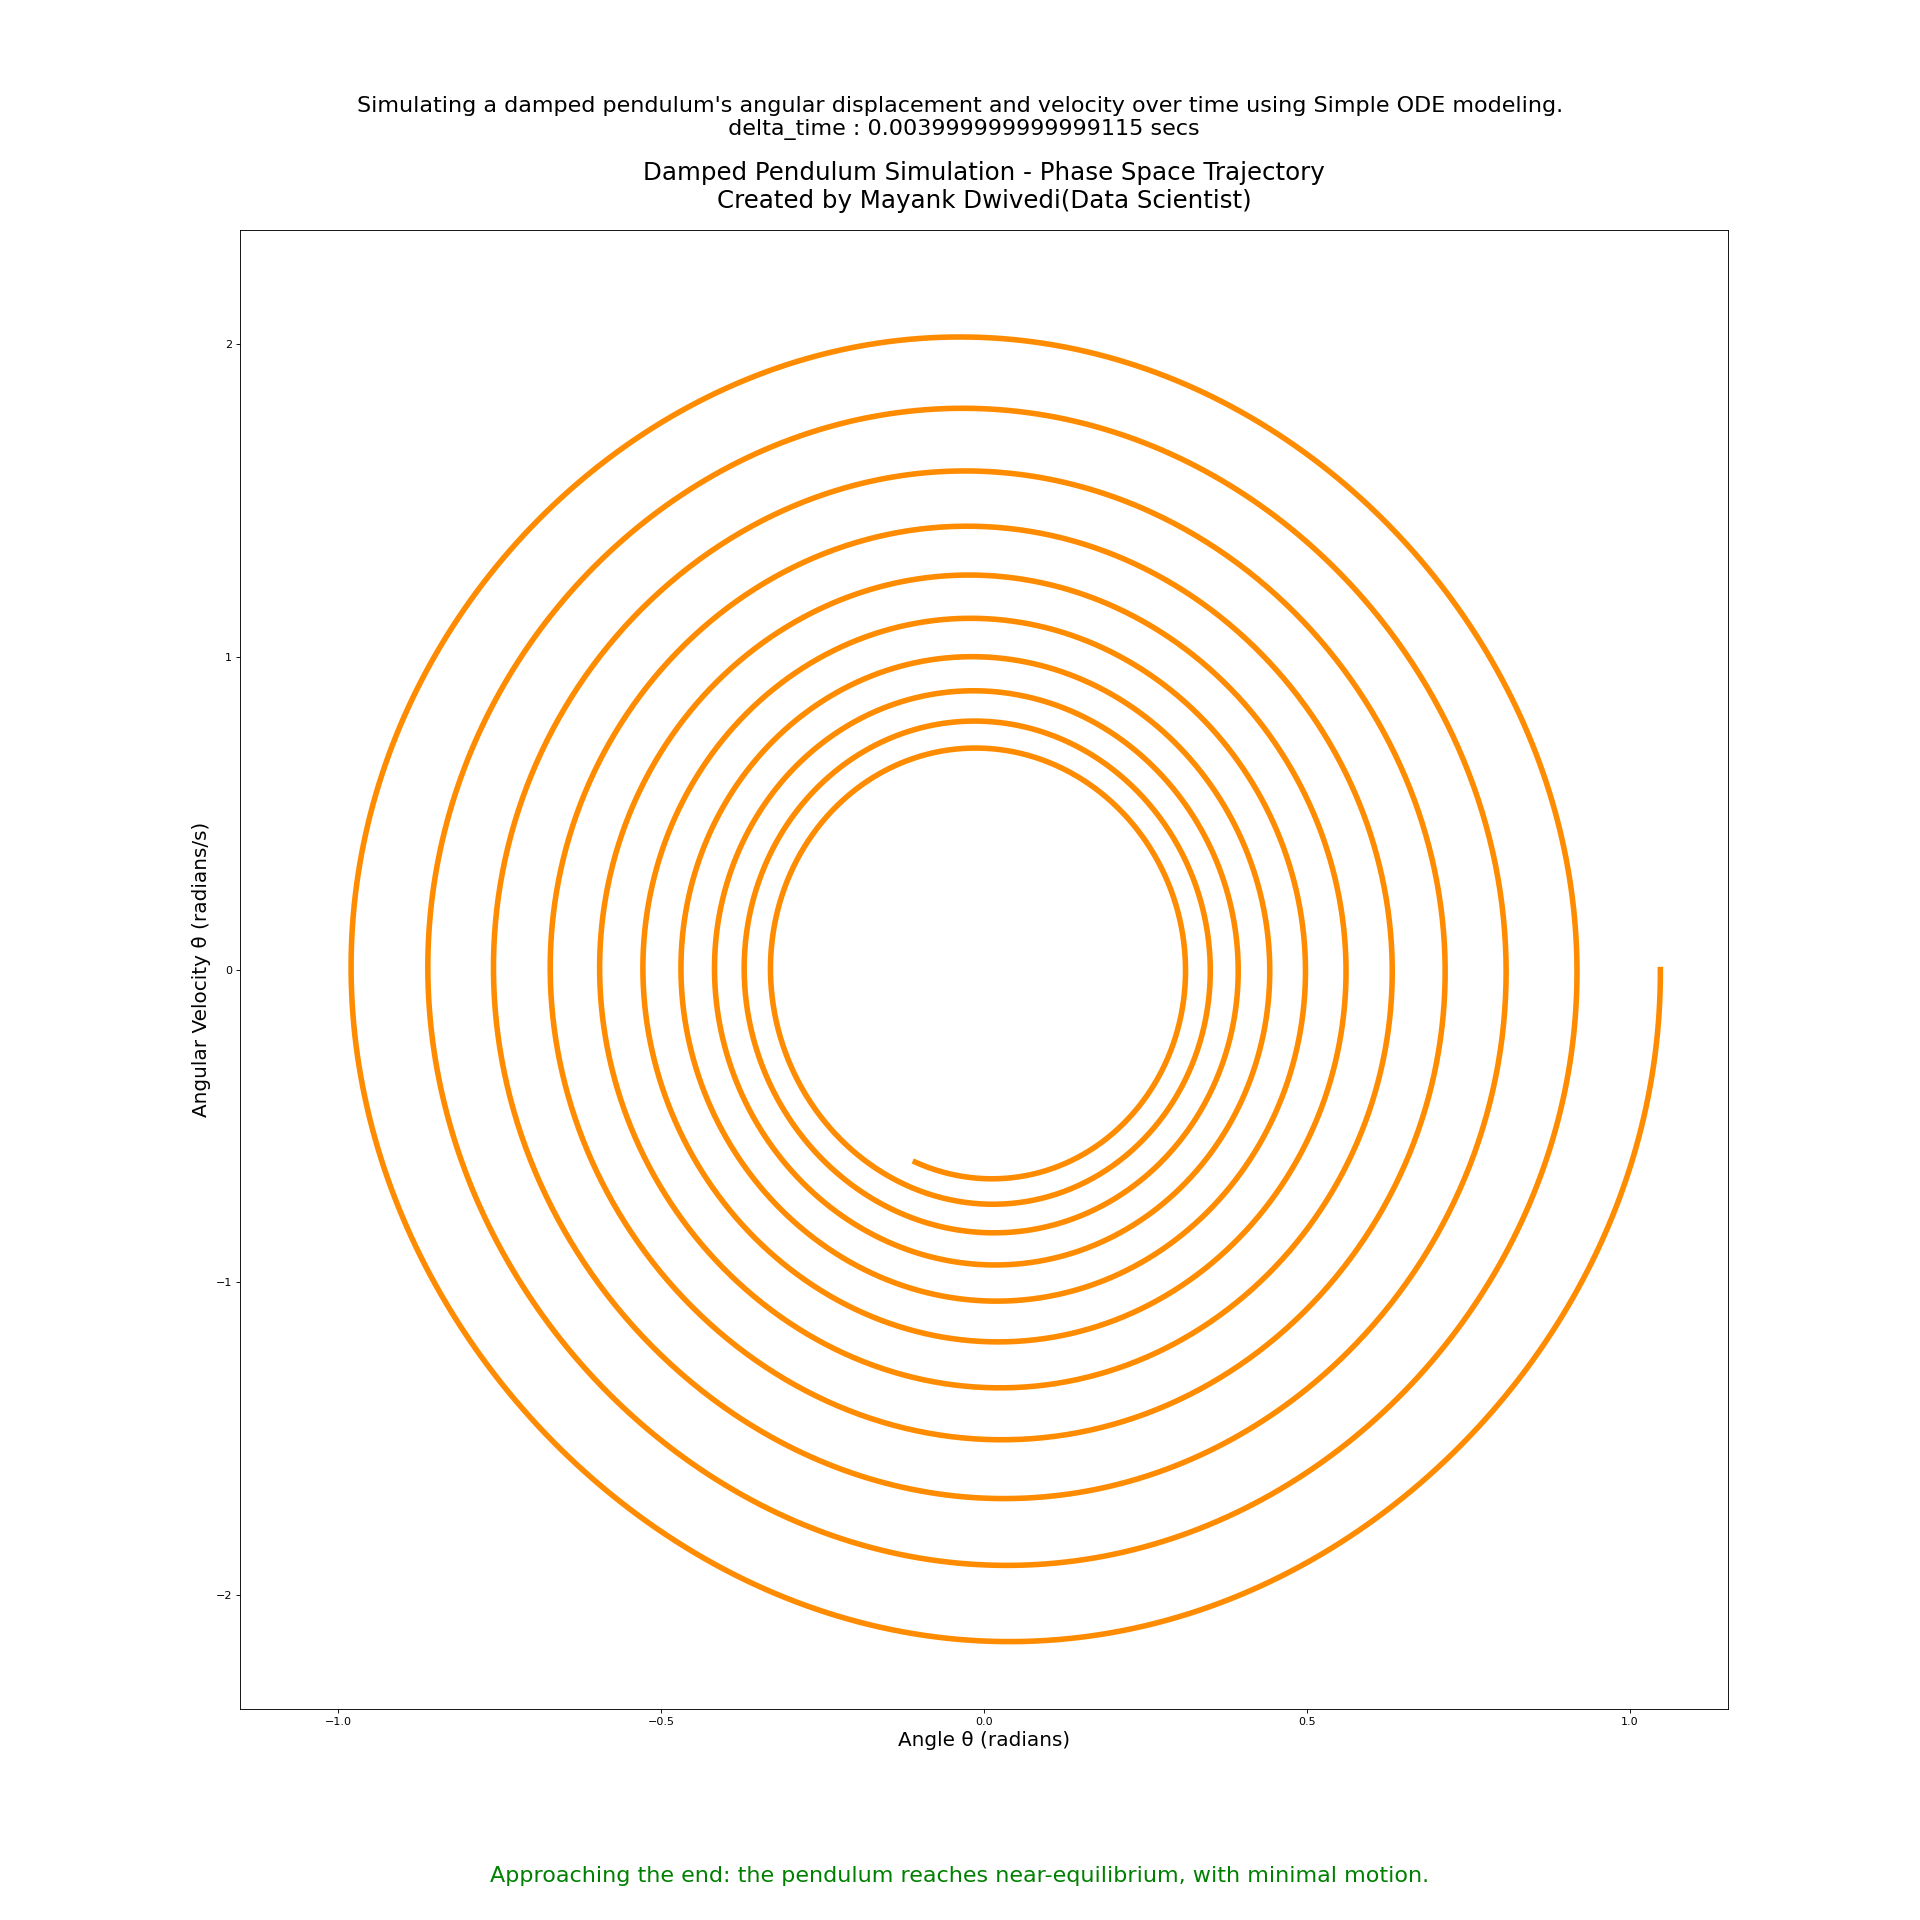 Simulating a damped pendulum's angular displacement and velocity over time using Simple ODE modeling.
delta_time : 0.003999999999999115 secs
Damped Pendulum Simulation - Phase Space Trajectory
Created by Mayank Dwivedi(Data Scientist)
Angular Velocity θ (radians/s)
2
1
0
−1
−2
−1.0
−0.5
0.0
0.5
1.0
Angle θ (radians)
Approaching the end: the pendulum reaches near-equilibrium, with minimal motion.